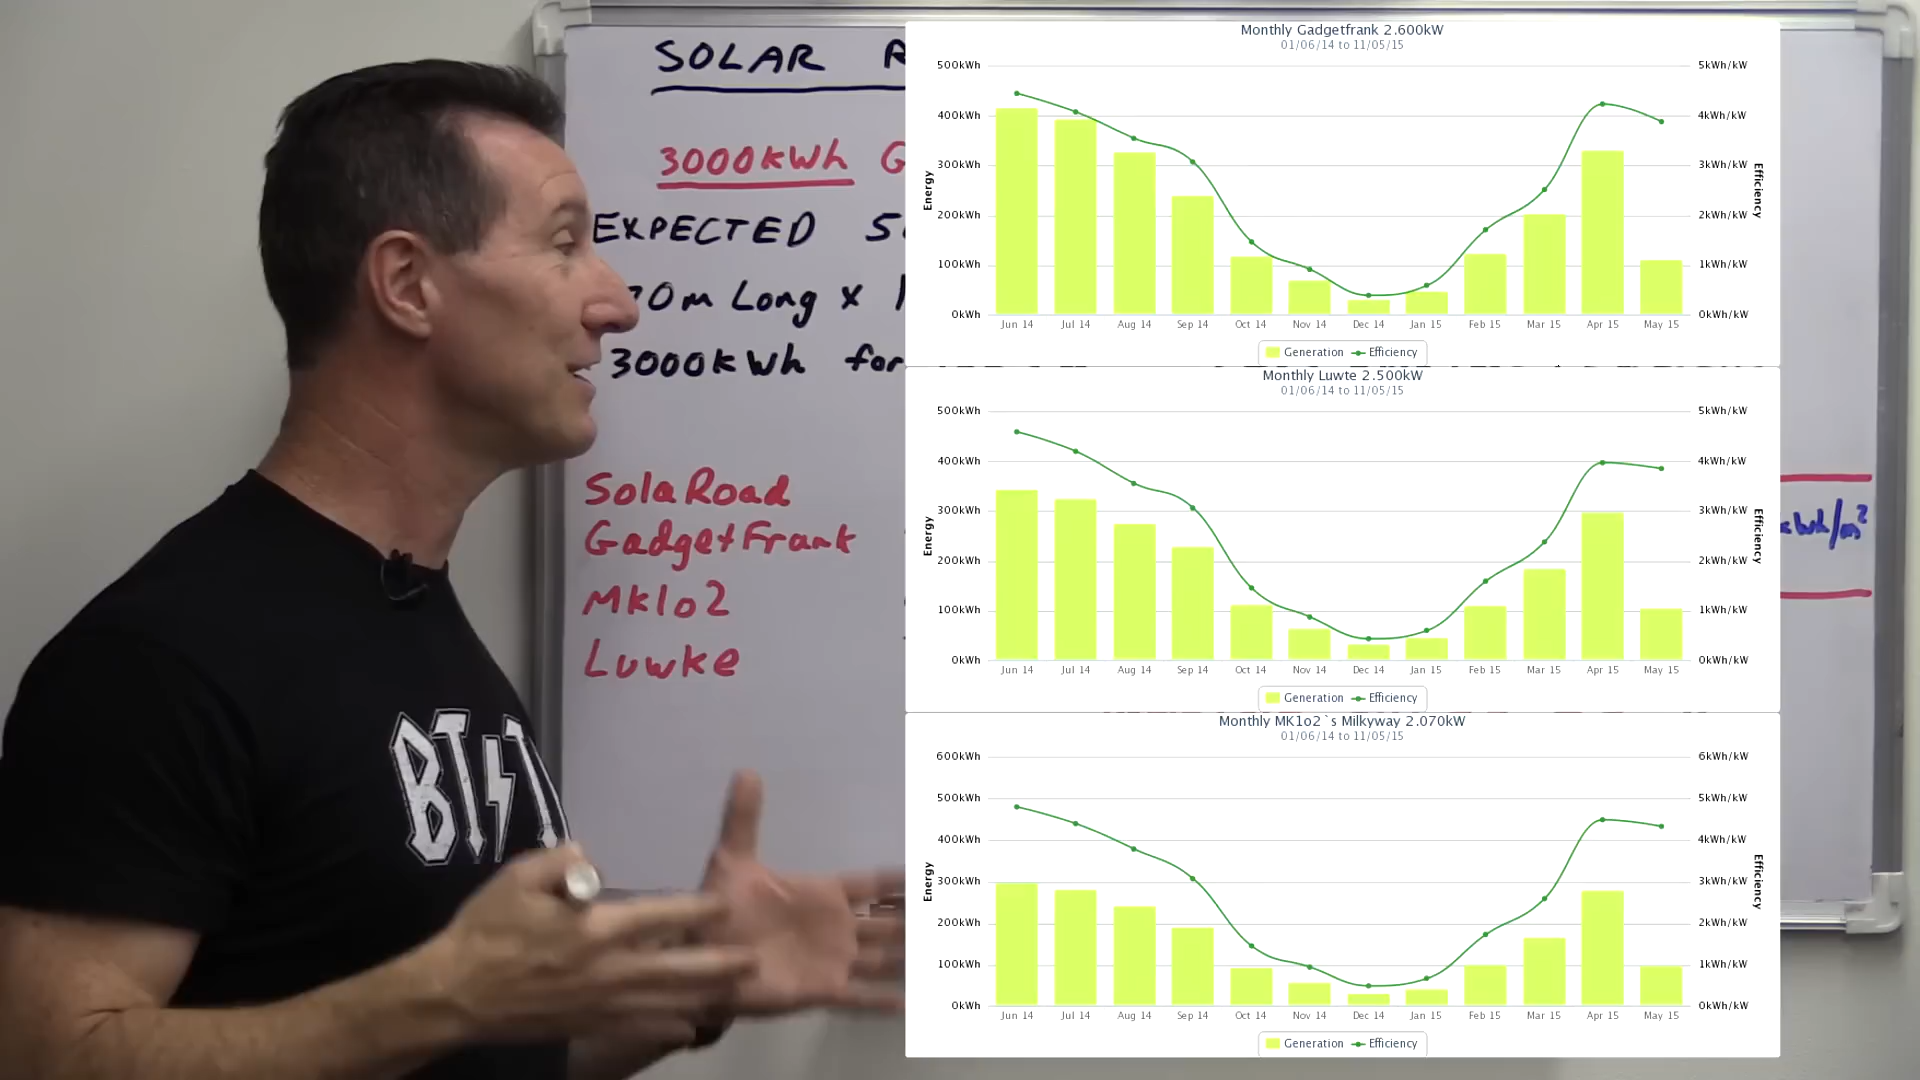 SOLAR R
3000kWh G
EXPECTED
70m Long x
3000kWh for
SolaRoad
GadgetFrank
MK1o2
Luwke
kWh/m²
BT
Monthly Gadgetfrank 2.600kW
01/06/14 to 11/05/15
500kWh 5kWh/kW
400kWh 4kWh/kW
300kWh 3kWh/kW
200kWh 2kWh/kW
100kWh 1kWh/kW
0kWh 0kWh/kW
Energy
Efficiency
Jun 14 Jul 14 Aug 14 Sep 14 Oct 14 Nov 14 Dec 14 Jan 15 Feb 15 Mar 15 Apr 15 May 15
Generation Efficiency
Monthly Luwte 2.500kW
01/06/14 to 11/05/15
500kWh 5kWh/kW
400kWh 4kWh/kW
300kWh 3kWh/kW
200kWh 2kWh/kW
100kWh 1kWh/kW
0kWh 0kWh/kW
Energy
Efficiency
Jun 14 Jul 14 Aug 14 Sep 14 Oct 14 Nov 14 Dec 14 Jan 15 Feb 15 Mar 15 Apr 15 May 15
Generation Efficiency
Monthly MK1o2`s Milkyway 2.070kW
01/06/14 to 11/05/15
600kWh 6kWh/kW
500kWh 5kWh/kW
400kWh 4kWh/kW
300kWh 3kWh/kW
200kWh 2kWh/kW
100kWh 1kWh/kW
0kWh 0kWh/kW
Energy
Efficiency
Jun 14 Jul 14 Aug 14 Sep 14 Oct 14 Nov 14 Dec 14 Jan 15 Feb 15 Mar 15 Apr 15 May 15
Generation Efficiency